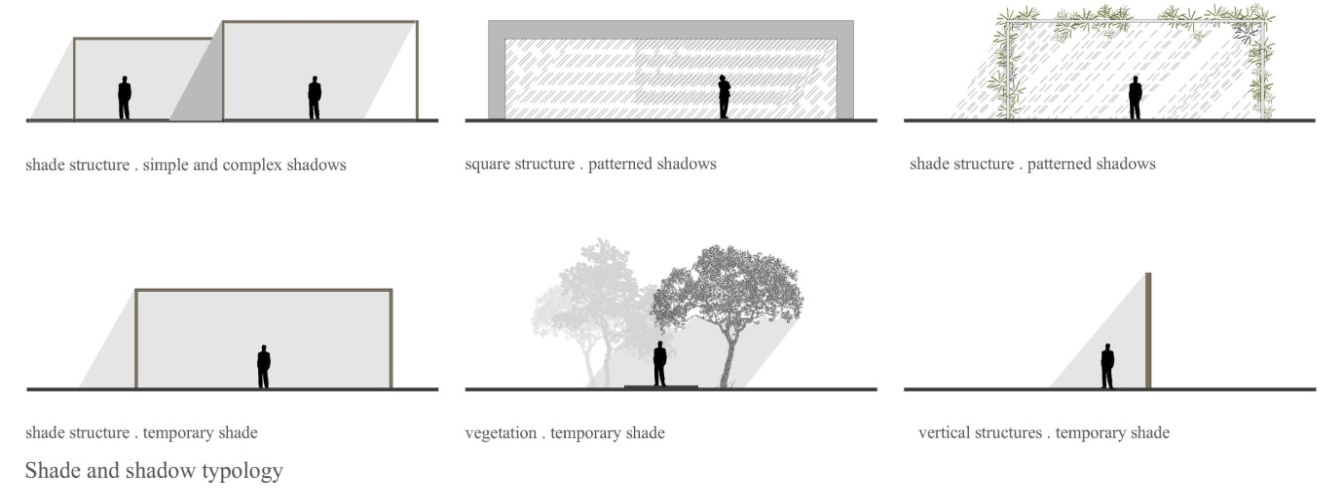 shade structure . simple and complex shadows
square structure . patterned shadows
shade structure . patterned shadows
shade structure . temporary shade
vegetation . temporary shade
vertical structures . temporary shade
Shade and shadow typology